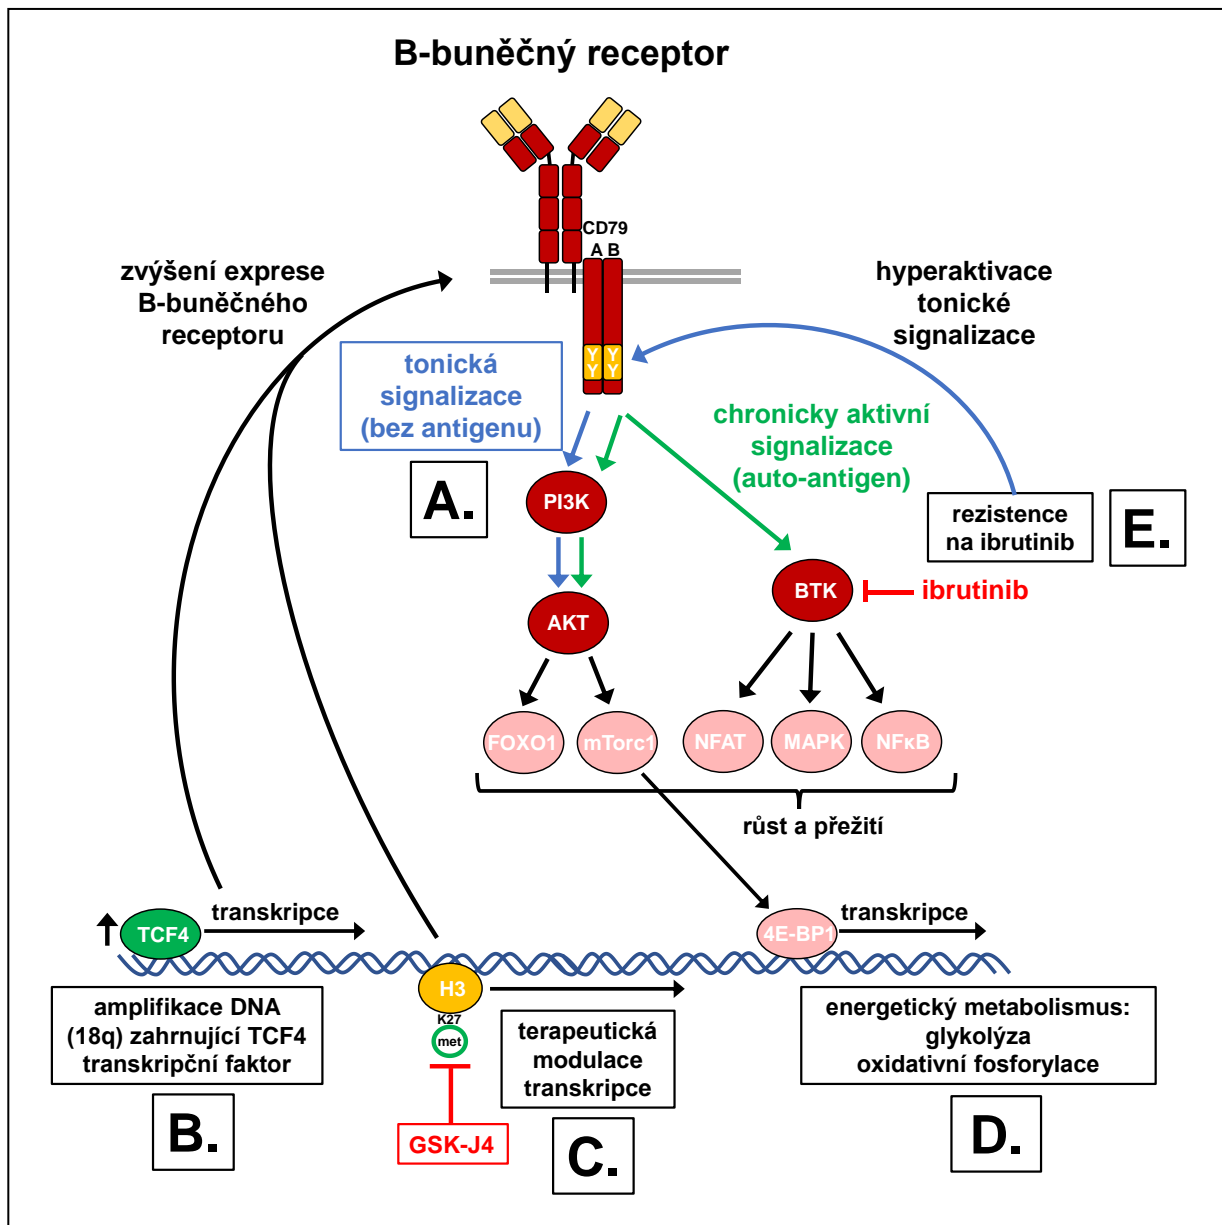 B-buněčný receptor
CD79
A B
zvýšení exprese
B-buněčného
receptoru
hyperaktivace
tonické
signalizace
Y Y
Y Y
tonická
signalizace
(bez antigenu)
chronicky aktivní
signalizace
(auto-antigen)
A.
PI3K
rezistence
na ibrutinib
E.
BTK
ibrutinib
AKT
FOXO1
mTorc1
NFAT
MAPK
NFκB
růst a přežití
TCF4
transkripce
4E-BP1
transkripce
H3
K27
met
amplifikace DNA
(18q) zahrnující TCF4
transkripční faktor
B.
GSK-J4
terapeutická
modulace
transkripce
C.
energetický metabolismus:
glykolýza
oxidativní fosforylace
D.